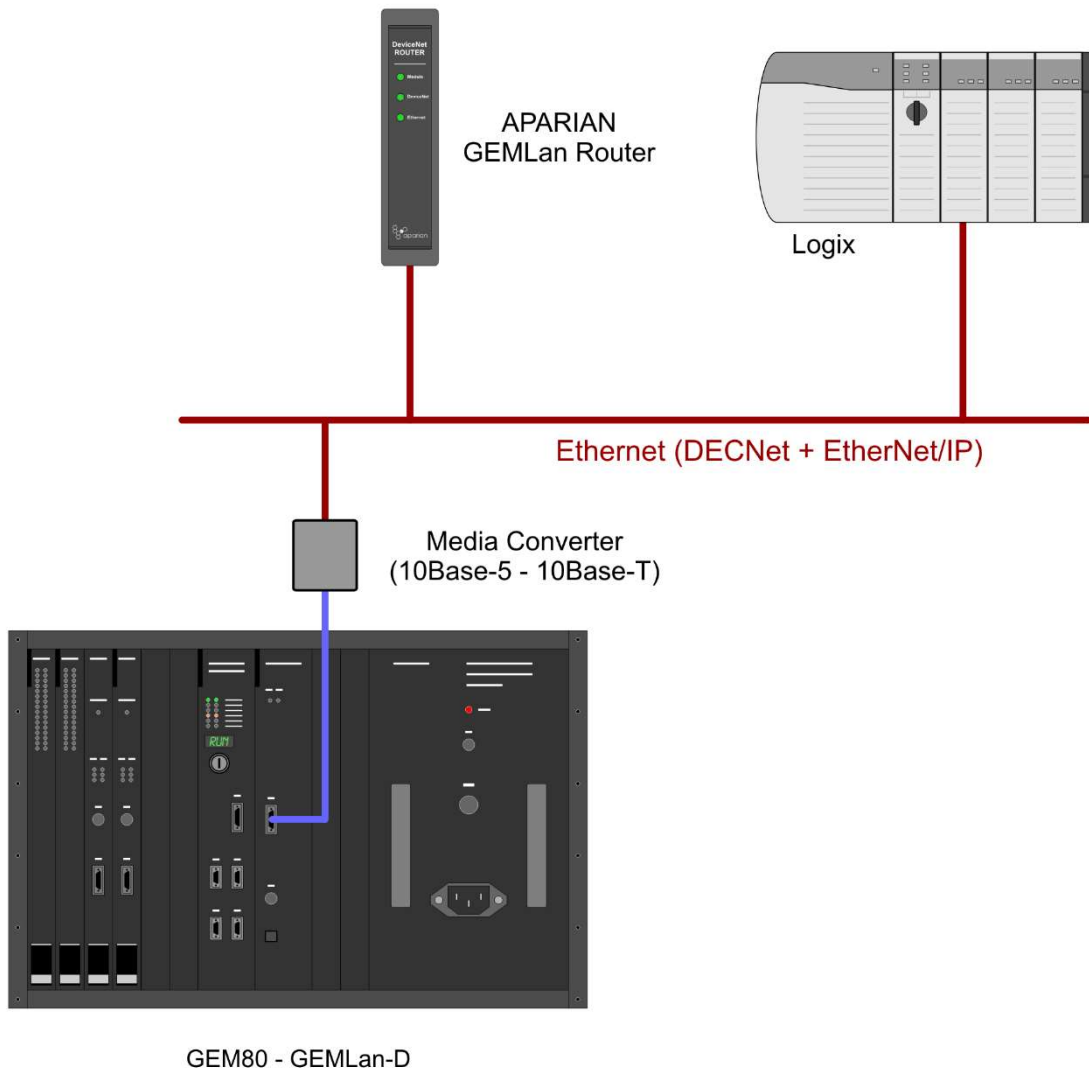 DeviceNet
ROUTER
Module
DeviceNet
Ethernet
aparian
APARIAN
GEMLan Router
Logix
Ethernet (DECNet + EtherNet/IP)
Media Converter
(10Base-5 - 10Base-T)
RUN
GEM80 - GEMLan-D